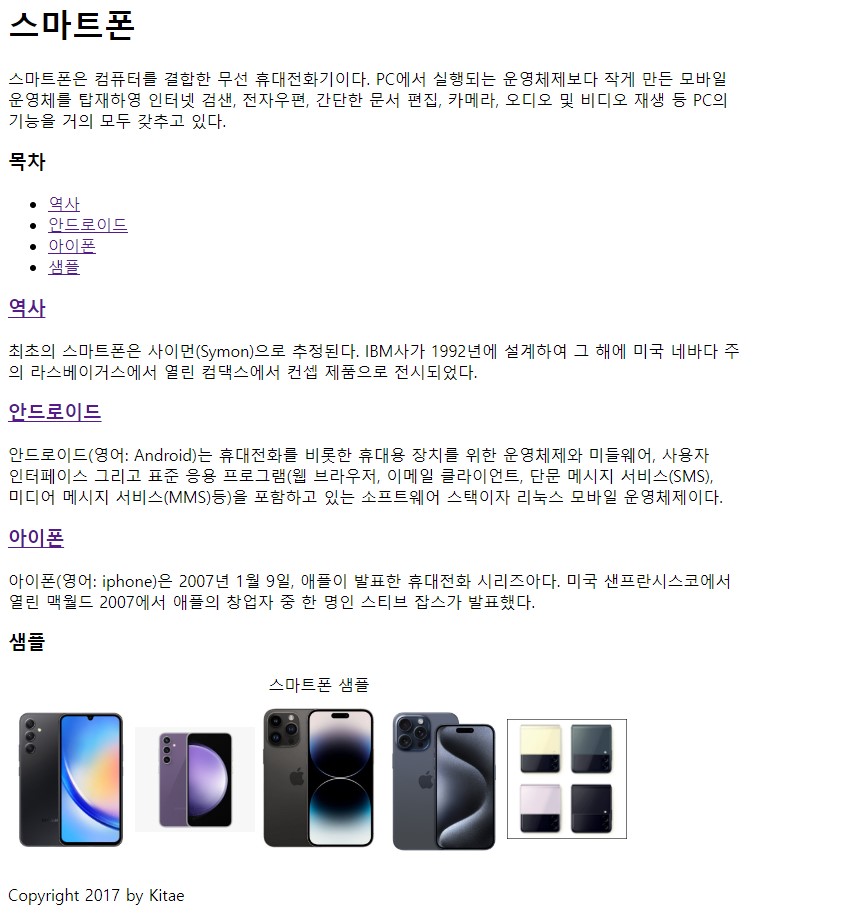 스마트폰
스마트폰은 컴퓨터를 결합한 무선 휴대전화기이다. PC에서 실행되는 운영체제보다 작게 만든 모바일
운영체를 탑재하영 인터넷 검샌, 전자우편, 간단한 문서 편집, 카메라, 오디오 및 비디오 재생 등 PC의
기능을 거의 모두 갖추고 있다.
목차
역사
안드로이드
아이폰
샘플
역사
최초의 스마트폰은 사이먼(Symon)으로 추정된다. IBM사가 1992년에 설계하여 그 해에 미국 네바다 주
의 라스베이거스에서 열린 컴댁스에서 컨셉 제품으로 전시되었다.
안드로이드
안드로이드(영어: Android)는 휴대전화를 비롯한 휴대용 장치를 위한 운영체제와 미들웨어, 사용자
인터페이스 그리고 표준 응용 프로그램(웹 브라우저, 이메일 클라이언트, 단문 메시지 서비스(SMS),
미디어 메시지 서비스(MMS)등)을 포함하고 있는 소프트웨어 스택이자 리눅스 모바일 운영체제이다.
아이폰
아이폰(영어: iphone)은 2007년 1월 9일, 애플이 발표한 휴대전화 시리즈아다. 미국 샌프란시스코에서
열린 맥월드 2007에서 애플의 창업자 중 한 명인 스티브 잡스가 발표했다.
샘플
스마트폰 샘플
Copyright 2017 by Kitae